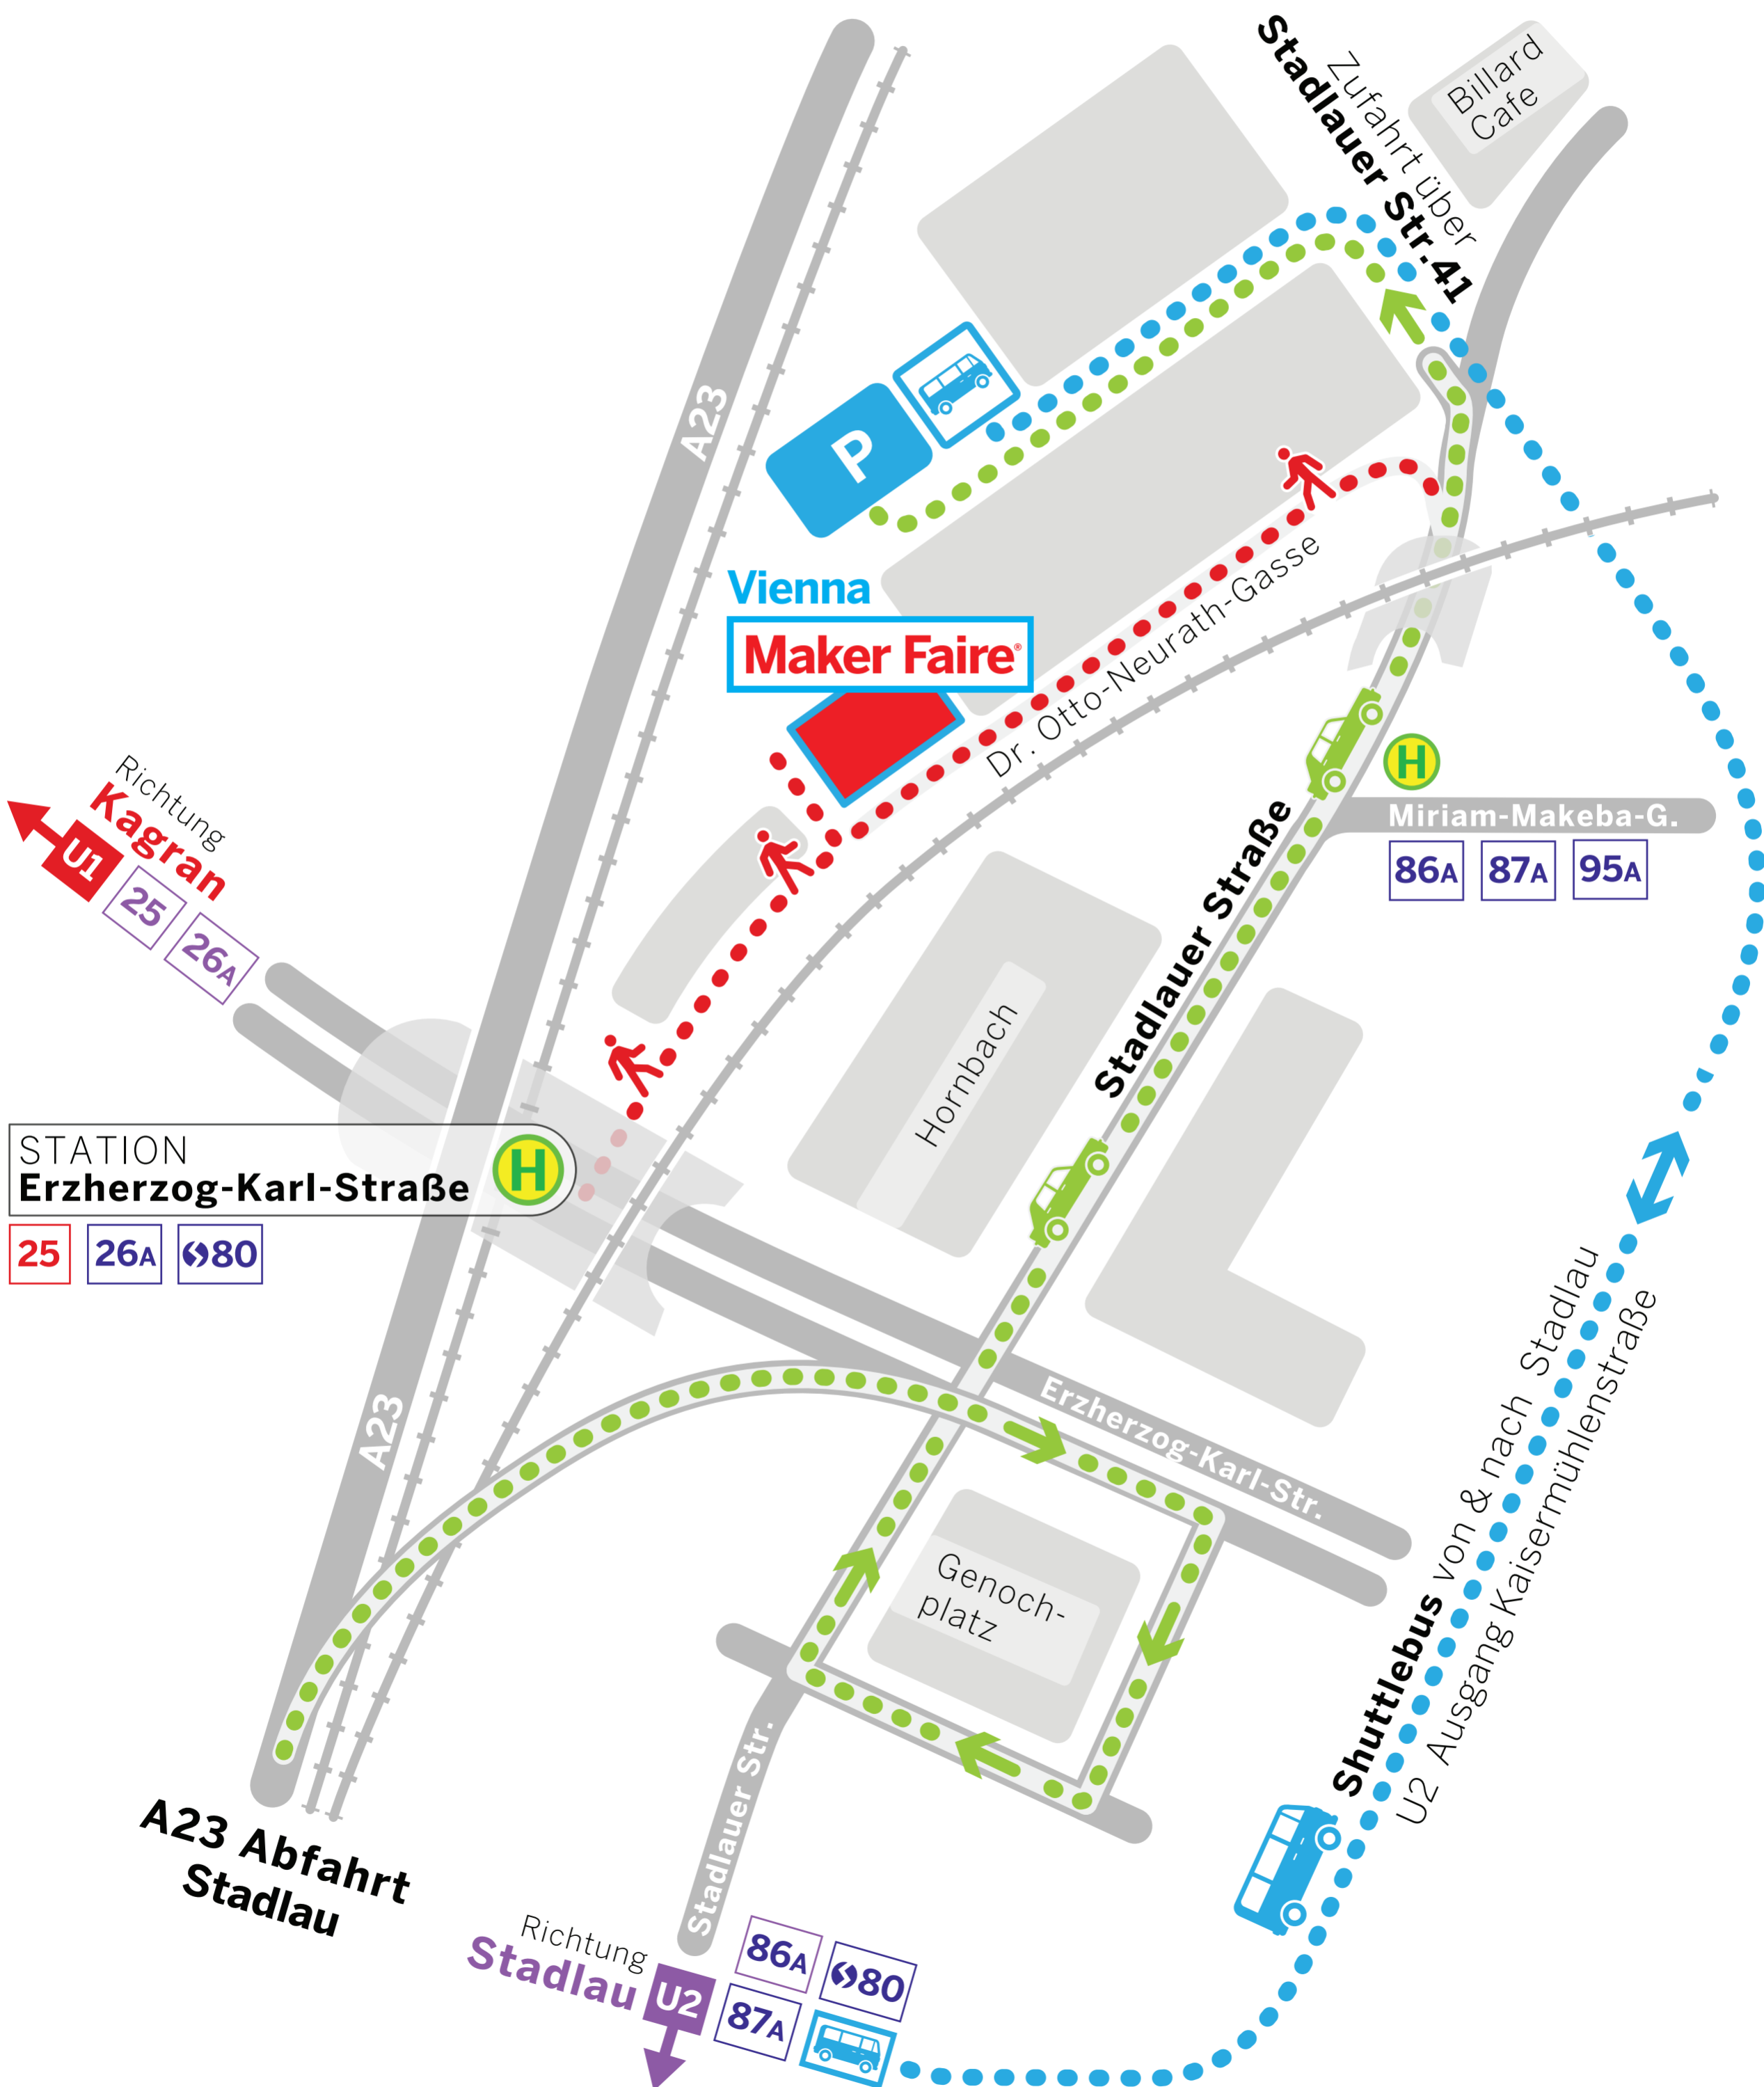 Zufahrt über
Stadlauer Str.41
Billard
Cafe
A23
P
Vienna
Maker Faire®
Dr. Otto-Neurath-Gasse
Richtung
Kagran
U1
25
26A
H
Miriam-Makeba-G.
86A
87A
95A
Stadlauer Straße
Hornbach
STATION
Erzherzog-Karl-Straße
H
25
26A
80
Erzherzog-Karl-Str.
A23
Genoch-
platz
Shuttlebus von & nach Stadlau
U2 Ausgang Kaisermühlenstraße
Stadlauer Str.
A23 Abfahrt
Stadlau
Richtung
Stadlau
U2
86A
80
87A